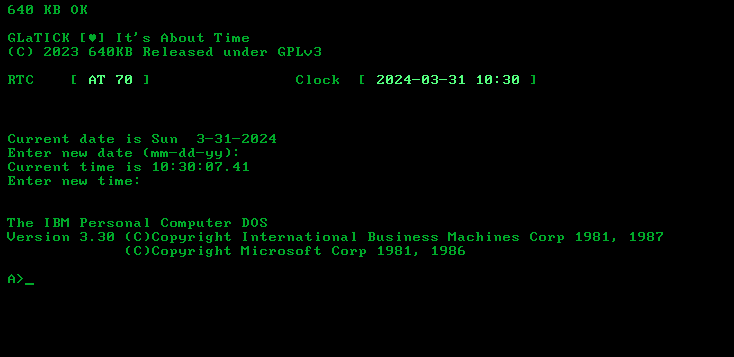 640 KB OK
GLaTICK [♥] It's About Time
(C) 2023 640KB Released under GPLv3
RTC    [ AT 70 ]                Clock  [ 2024-03-31 10:30 ]
Current date is Sun  3-31-2024
Enter new date (mm-dd-yy):
Current time is 10:30:07.41
Enter new time:
The IBM Personal Computer DOS
Version 3.30 (C)Copyright International Business Machines Corp 1981, 1987
             (C)Copyright Microsoft Corp 1981, 1986
A>_